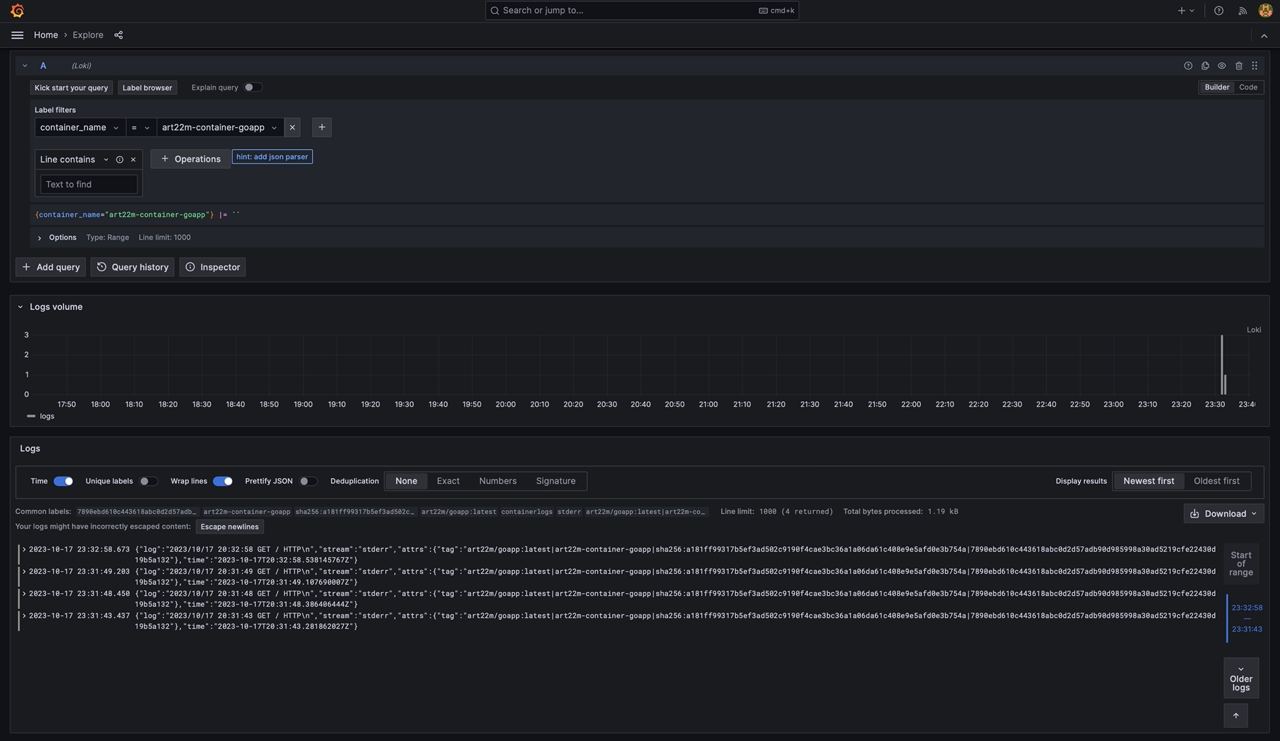 Search or jump to...
cmd+k
Home › Explore
A (Loki)
Kick start your query Label browser Explain query
Builder Code
Label filters
container_name = art22m-container-goapp
Line contains
+ Operations hint: add json parser
Text to find
{container_name="art22m-container-goapp"} |= ``
Options Type: Range Line limit: 1000
+ Add query Query history Inspector
Logs volume
Loki
3
2
1
0
17:50 18:00 18:10 18:20 18:30 18:40 18:50 19:00 19:10 19:20 19:30 19:40 19:50 20:00 20:10 20:20 20:30 20:40 20:50 21:00 21:10 21:20 21:30 21:40 21:50 22:00 22:10 22:20 22:30 22:40 22:50 23:00 23:10 23:20 23:30 23:4
logs
Logs
Time Unique labels Wrap lines Prettify JSON Deduplication None Exact Numbers Signature Display results Newest first Oldest first
Common labels: 7890ebd610c443618abc0d2d57adb… art22m-container-goapp sha256:a181ff99317b5ef3ad502c… art22m/goapp:latest containerlogs stderr art22m/goapp:latest|art22m-co… Line limit: 1000 (4 returned) Total bytes processed: 1.19 kB
Download
Your logs might have incorrectly escaped content: Escape newlines
2023-10-17 23:32:58.673 {"log":"2023/10/17 20:32:58 GET / HTTP\n","stream":"stderr","attrs":{"tag":"art22m/goapp:latest|art22m-container-goapp|sha256:a181ff99317b5ef3ad502c9190f4cae3bc36a1a06da61c408e9e5afd0e3b754a|7890ebd610c443618abc0d2d57adb90d985998a30ad5219cfe22430d
19b5a132"},"time":"2023-10-17T20:32:58.538145767Z"}
2023-10-17 23:31:49.203 {"log":"2023/10/17 20:31:49 GET / HTTP\n","stream":"stderr","attrs":{"tag":"art22m/goapp:latest|art22m-container-goapp|sha256:a181ff99317b5ef3ad502c9190f4cae3bc36a1a06da61c408e9e5afd0e3b754a|7890ebd610c443618abc0d2d57adb90d985998a30ad5219cfe22430d
19b5a132"},"time":"2023-10-17T20:31:49.107690007Z"}
2023-10-17 23:31:48.450 {"log":"2023/10/17 20:31:48 GET / HTTP\n","stream":"stderr","attrs":{"tag":"art22m/goapp:latest|art22m-container-goapp|sha256:a181ff99317b5ef3ad502c9190f4cae3bc36a1a06da61c408e9e5afd0e3b754a|7890ebd610c443618abc0d2d57adb90d985998a30ad5219cfe22430d
19b5a132"},"time":"2023-10-17T20:31:48.386406444Z"}
2023-10-17 23:31:43.437 {"log":"2023/10/17 20:31:43 GET / HTTP\n","stream":"stderr","attrs":{"tag":"art22m/goapp:latest|art22m-container-goapp|sha256:a181ff99317b5ef3ad502c9190f4cae3bc36a1a06da61c408e9e5afd0e3b754a|7890ebd610c443618abc0d2d57adb90d985998a30ad5219cfe22430d
19b5a132"},"time":"2023-10-17T20:31:43.281862027Z"}
Start
of
range
23:32:58
—
23:31:43
Older
logs